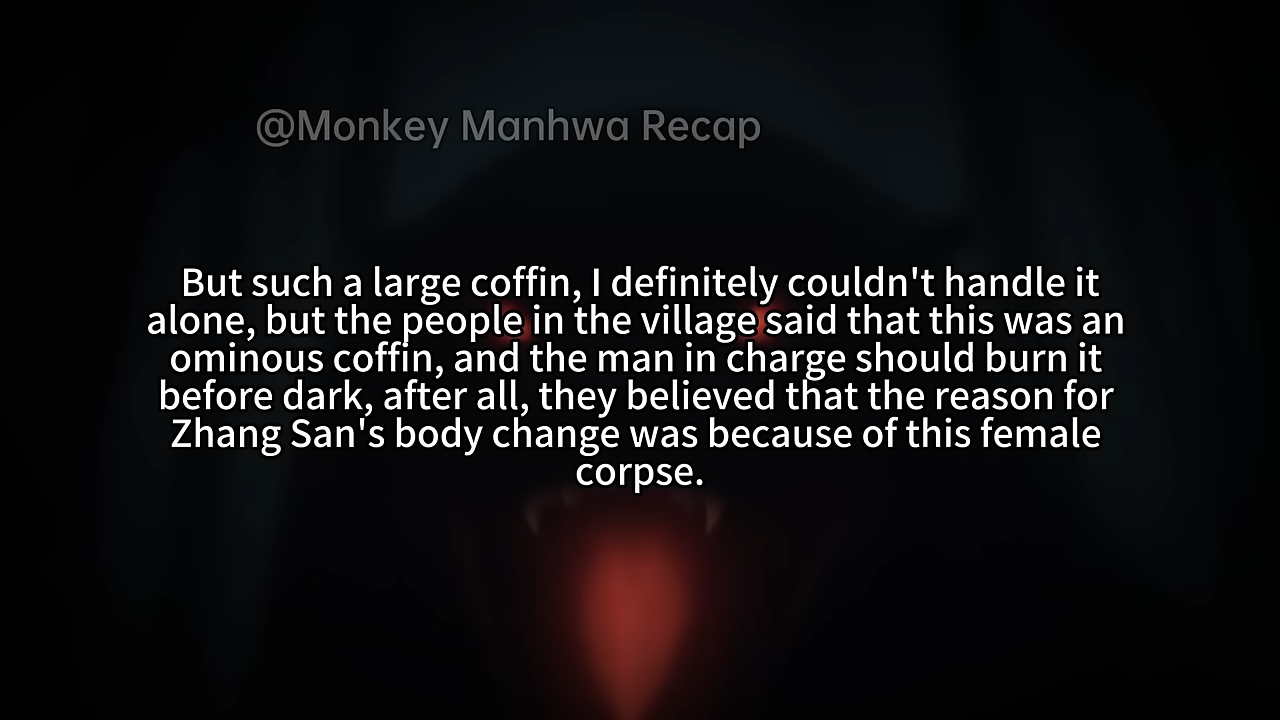 @Monkey Manhwa Recap
But such a large coffin, I definitely couldn't handle it
alone, but the people in the village said that this was an
ominous coffin, and the man in charge should burn it
before dark, after all, they believed that the reason for
Zhang San's body change was because of this female
corpse.